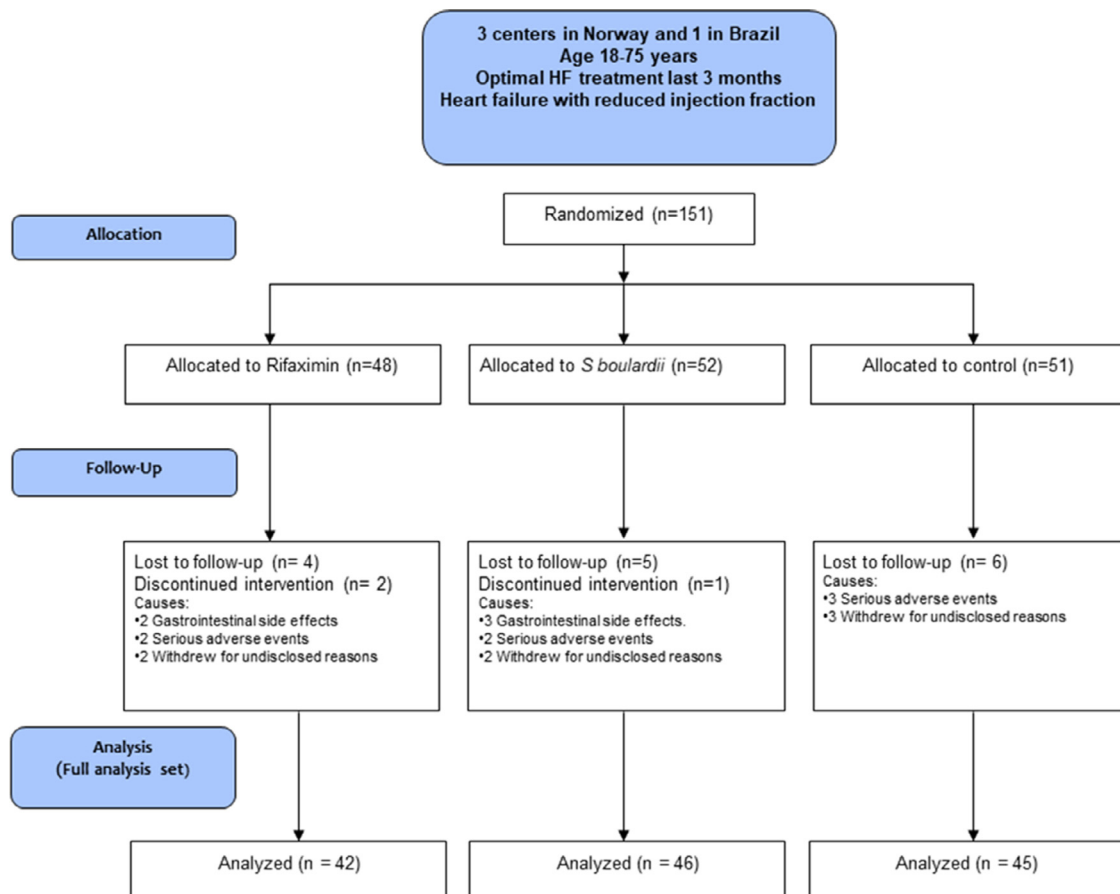 3 centers in Norway and 1 in Brazil
Age 18-75 years
Optimal HF treatment last 3 months
Heart failure with reduced injection fraction
Randomized (n=151)
Allocation
Allocated to Rifaximin (n=48)
Allocated to S boulardii (n=52)
Allocated to control (n=51)
Follow-Up
Lost to follow-up (n= 4)
Discontinued intervention (n= 2)
Causes:
•2 Gastrointestinal side effects
•2 Serious adverse events
•2 Withdrew for undisclosed reasons
Lost to follow-up (n=5)
Discontinued intervention (n=1)
Causes:
•3 Gastrointestinal side effects.
•2 Serious adverse events
•2 Withdrew for undisclosed reasons
Lost to follow-up (n= 6)
Causes:
•3 Serious adverse events
•3 Withdrew for undisclosed reasons
Analysis
(Full analysis set)
Analyzed (n = 42)
Analyzed (n = 46)
Analyzed (n = 45)